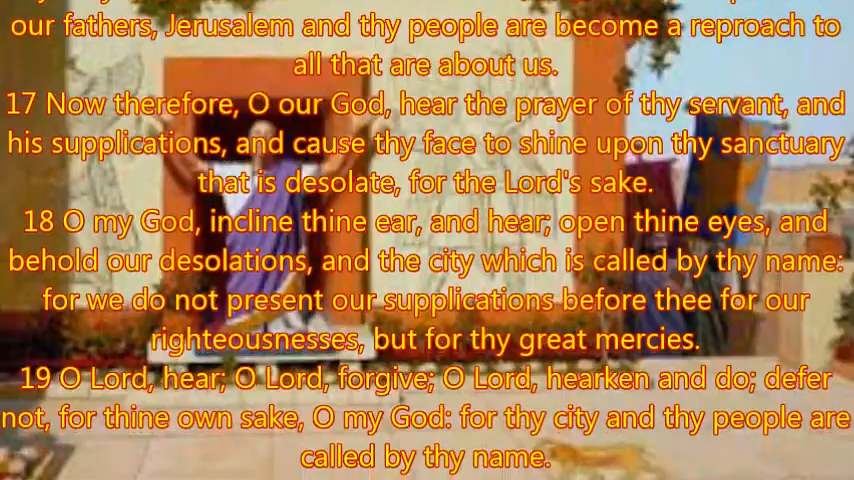 our fathers, Jerusalem and thy people are become a reproach to
all that are about us.
17 Now therefore, O our God, hear the prayer of thy servant, and
his supplications, and cause thy face to shine upon thy sanctuary
that is desolate, for the Lord's sake.
18 O my God, incline thine ear, and hear; open thine eyes, and
behold our desolations, and the city which is called by thy name:
for we do not present our supplications before thee for our
righteousnesses, but for thy great mercies.
19 O Lord, hear; O Lord, forgive; O Lord, hearken and do; defer
not, for thine own sake, O my God: for thy city and thy people are
called by thy name.